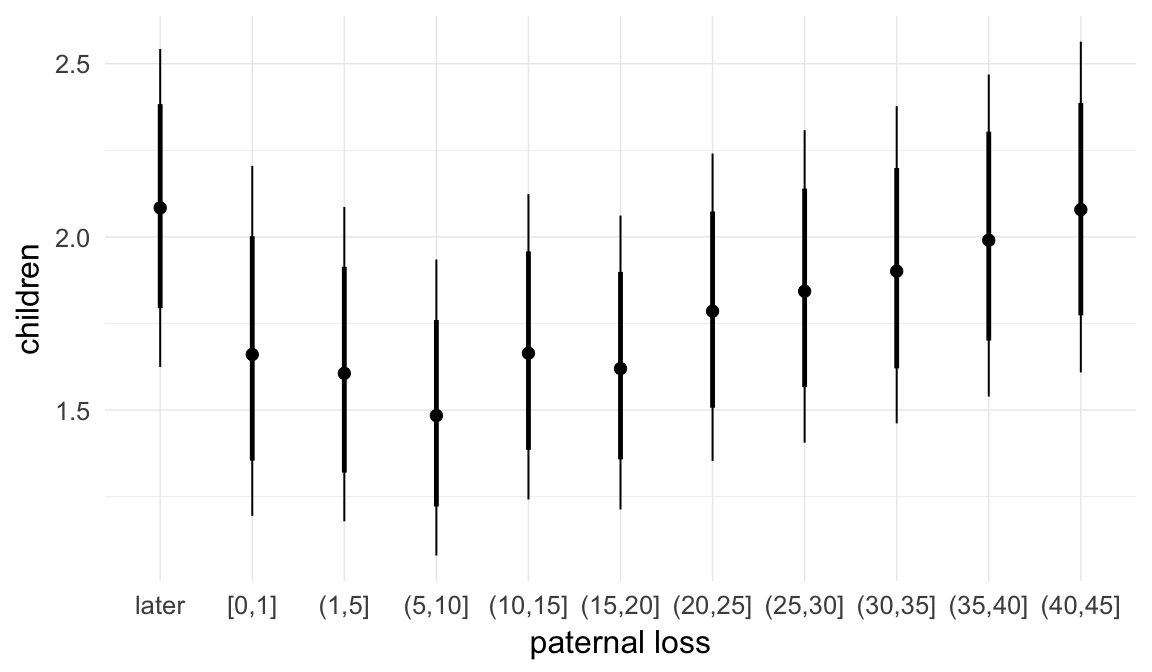 2.5
2.0
1.5
children
later [0,1] (1,5] (5,10] (10,15] (15,20] (20,25] (25,30] (30,35] (35,40] (40,45]
paternal loss